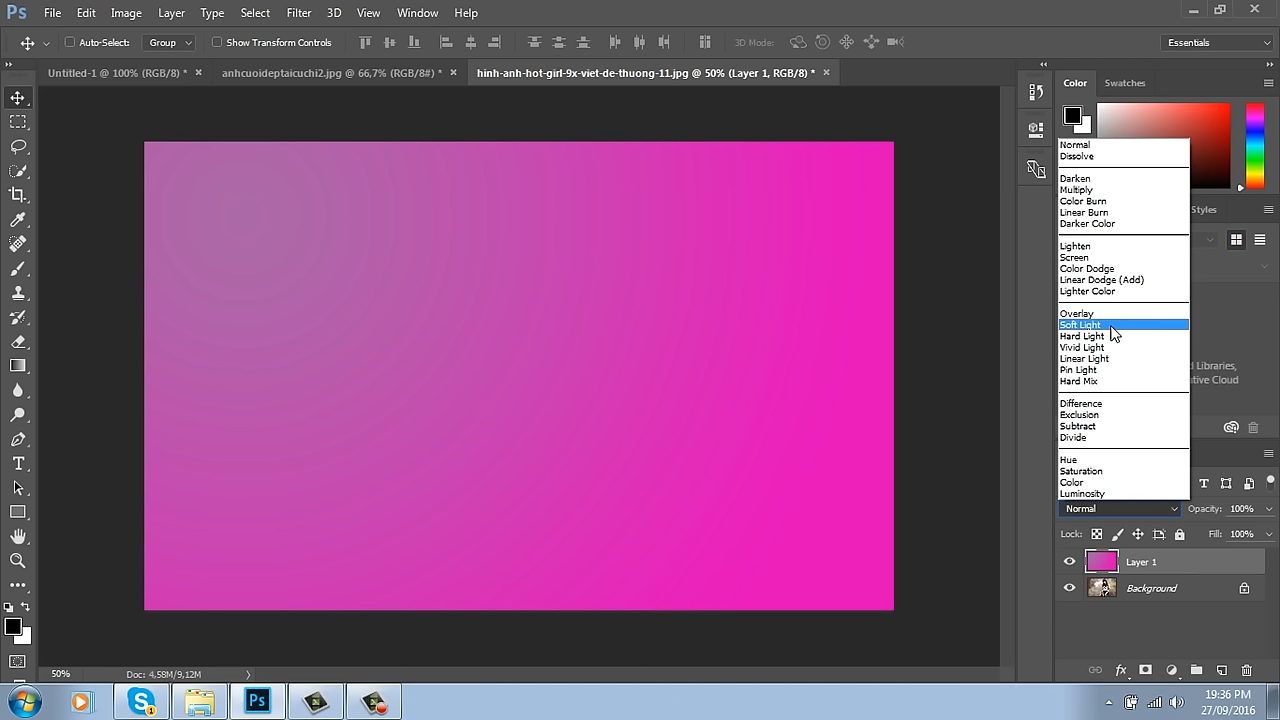 Ps File Edit Image Layer Type Select Filter 3D View Window Help
Auto-Select: Group Show Transform Controls 3D Mode: Essentials
Untitled-1 @ 100% (RGB/8) * × anhcuoideptaicuchi2.jpg @ 66,7% (RGB/8#) * × hinh-anh-hot-girl-9x-viet-de-thuong-11.jpg @ 50% (Layer 1, RGB/8) * ×
Color Swatches
Normal
Dissolve
Darken
Multiply
Color Burn
Linear Burn
Darker Color
Styles
Lighten
Screen
Color Dodge
Linear Dodge (Add)
Lighter Color
Overlay
Soft Light
Hard Light
Vivid Light
Linear Light
Pin Light
d Libraries,
Hard Mix
ative Cloud
Difference
Exclusion
Subtract
Divide
Hue
Saturation
Color
Luminosity
Normal Opacity: 100%
Lock: Fill: 100%
Layer 1
Background
50% Doc: 4,58M/9,12M
Ps
19:36 PM
27/09/2016